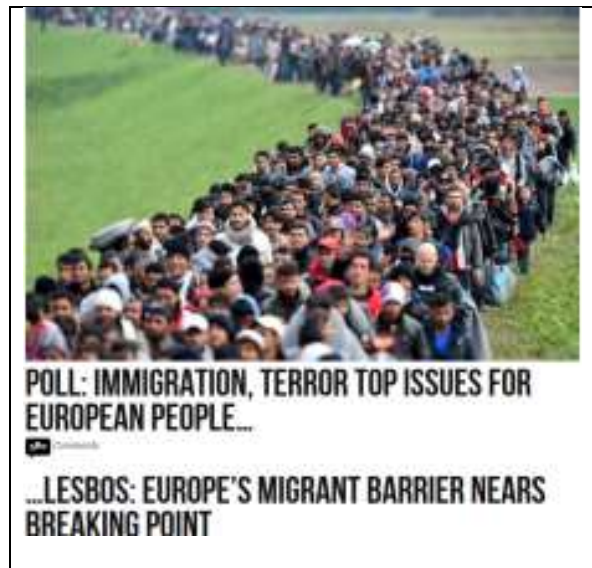 POLL: IMMIGRATION, TERROR TOP ISSUES FOR
EUROPEAN PEOPLE...
...LESBOS: EUROPE'S MIGRANT BARRIER NEARS
BREAKING POINT